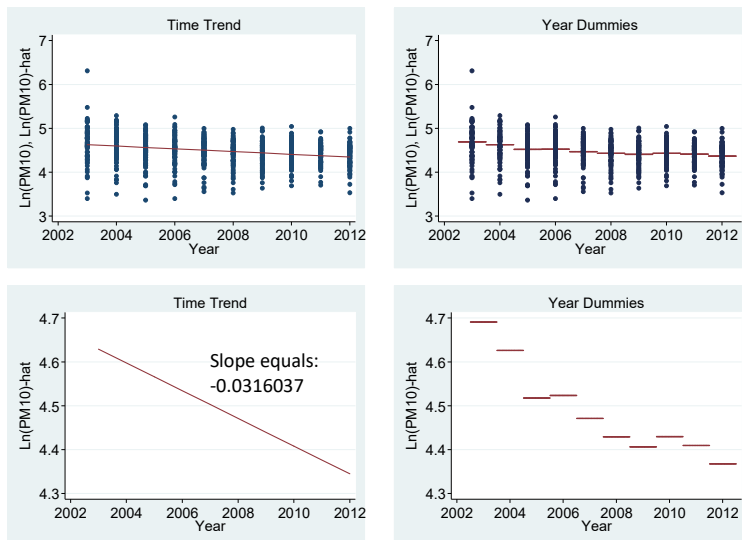 Time Trend
Ln(PM10), Ln(PM10)-hat
7
6
5
4
3
2002 2004 2006 2008 2010 2012
Year
Year Dummies
Ln(PM10), Ln(PM10)-hat
7
6
5
4
3
2002 2004 2006 2008 2010 2012
Year
Time Trend
Ln(PM10)-hat
4.7
4.6
4.5
4.4
4.3
Slope equals:
-0.0316037
2002 2004 2006 2008 2010 2012
Year
Year Dummies
Ln(PM10)-hat
4.7
4.6
4.5
4.4
4.3
2002 2004 2006 2008 2010 2012
Year